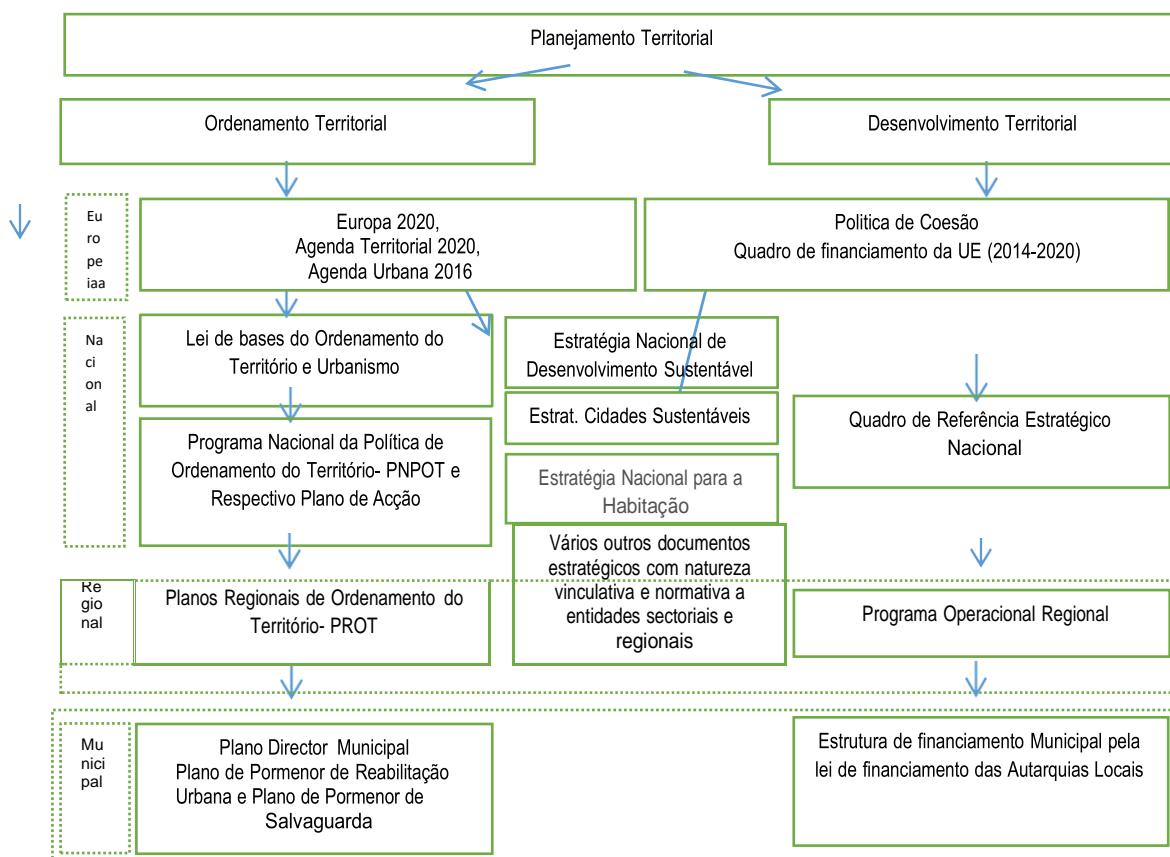 Planejamento Territorial
Ordenamento Territorial
Desenvolvimento Territorial
Eu
ro
pe
iaa
Europa 2020,
Agenda Territorial 2020,
Agenda Urbana 2016
Politica de Coesão
Quadro de financiamento da UE (2014-2020)
Na
ci
on
al
Lei de bases do Ordenamento do
Território e Urbanismo
Estratégia Nacional de
Desenvolvimento Sustentável
Estrat. Cidades Sustentáveis
Quadro de Referência Estratégico
Nacional
Programa Nacional da Política de
Ordenamento do Território- PNPOT e
Respectivo Plano de Acção
Estratégia Nacional para a
Habitação
Vários outros documentos
estratégicos com natureza
vinculativa e normativa a
entidades sectoriais e
regionais
Re
gio
nal
Planos Regionais de Ordenamento do
Território- PROT
Programa Operacional Regional
Mu
nici
pal
Plano Director Municipal
Plano de Pormenor de Reabilitação
Urbana e Plano de Pormenor de
Salvaguarda
Estrutura de financiamento Municipal pela
lei de financiamento das Autarquias Locais